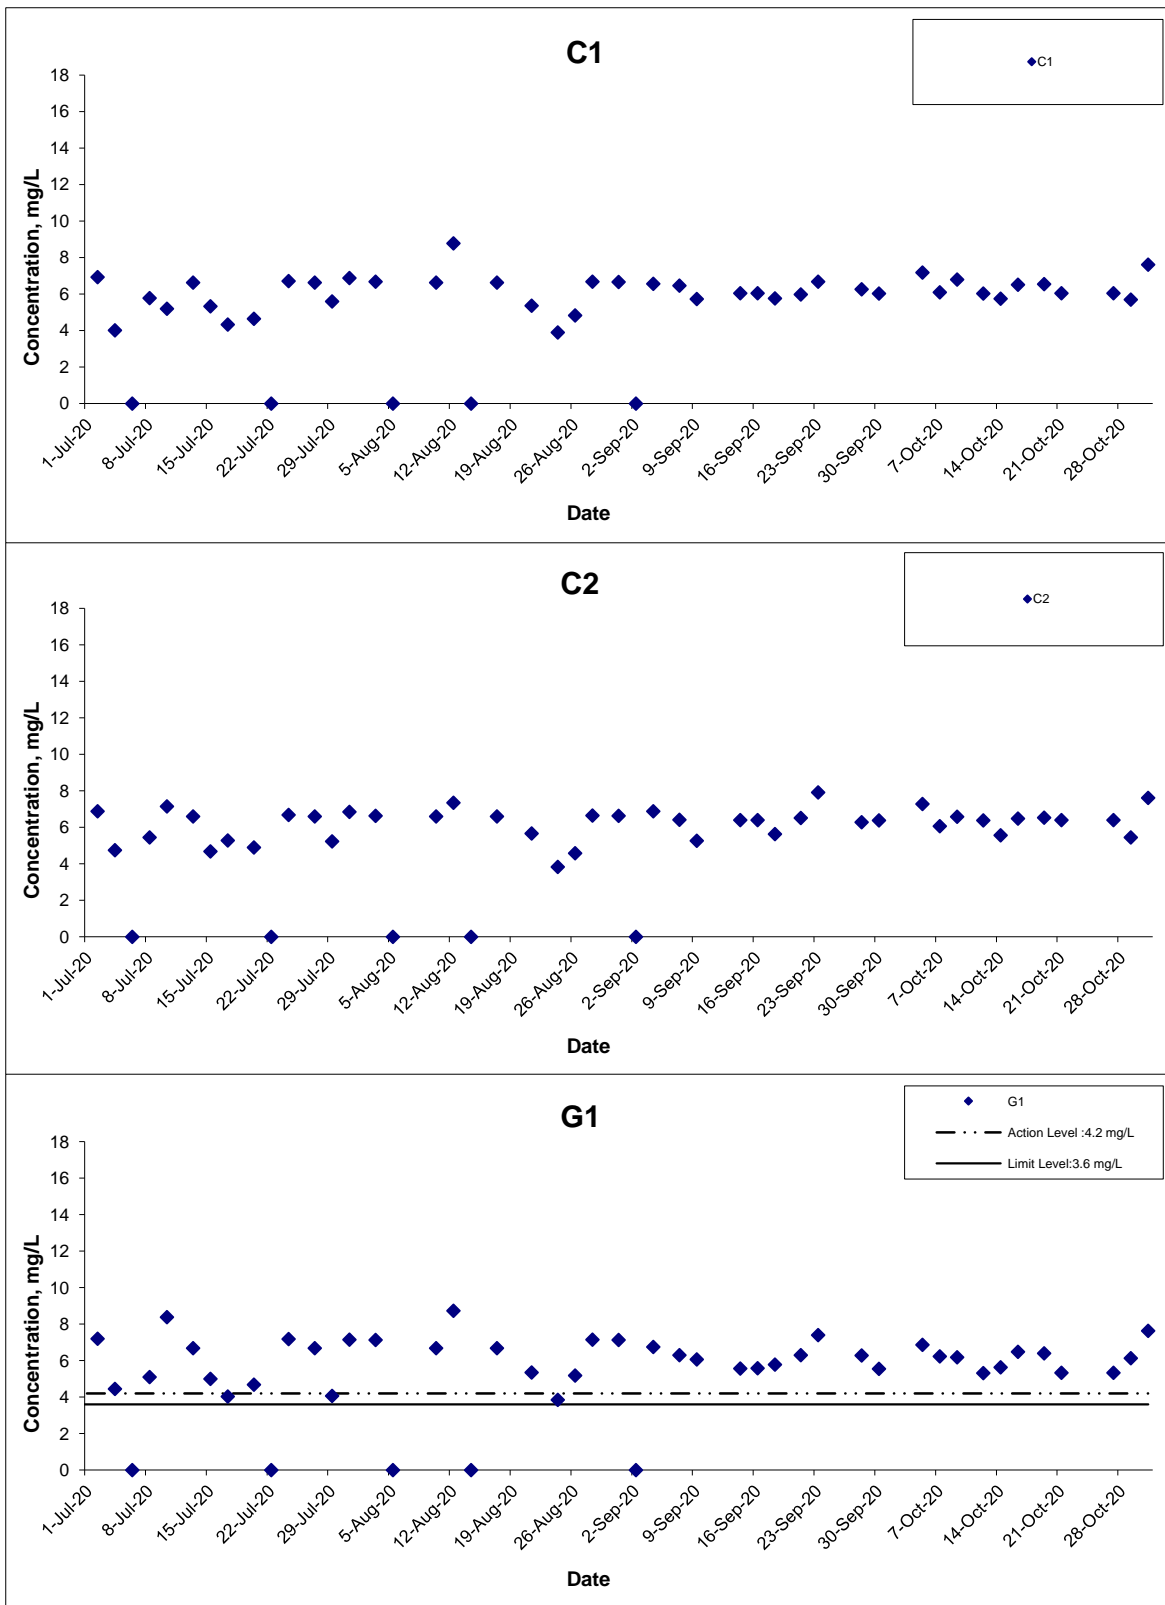 C1
C1
18
16
14
12
10
8
6
4
2
0
Concentration, mg/L
1-Jul-20
8-Jul-20
15-Jul-20
22-Jul-20
29-Jul-20
5-Aug-20
12-Aug-20
19-Aug-20
26-Aug-20
2-Sep-20
9-Sep-20
16-Sep-20
23-Sep-20
30-Sep-20
7-Oct-20
14-Oct-20
21-Oct-20
28-Oct-20
Date
C2
C2
18
16
14
12
10
8
6
4
2
0
Concentration, mg/L
1-Jul-20
8-Jul-20
15-Jul-20
22-Jul-20
29-Jul-20
5-Aug-20
12-Aug-20
19-Aug-20
26-Aug-20
2-Sep-20
9-Sep-20
16-Sep-20
23-Sep-20
30-Sep-20
7-Oct-20
14-Oct-20
21-Oct-20
28-Oct-20
Date
G1
G1
Action Level :4.2 mg/L
Limit Level:3.6 mg/L
18
16
14
12
10
8
6
4
2
0
Concentration, mg/L
1-Jul-20
8-Jul-20
15-Jul-20
22-Jul-20
29-Jul-20
5-Aug-20
12-Aug-20
19-Aug-20
26-Aug-20
2-Sep-20
9-Sep-20
16-Sep-20
23-Sep-20
30-Sep-20
7-Oct-20
14-Oct-20
21-Oct-20
28-Oct-20
Date